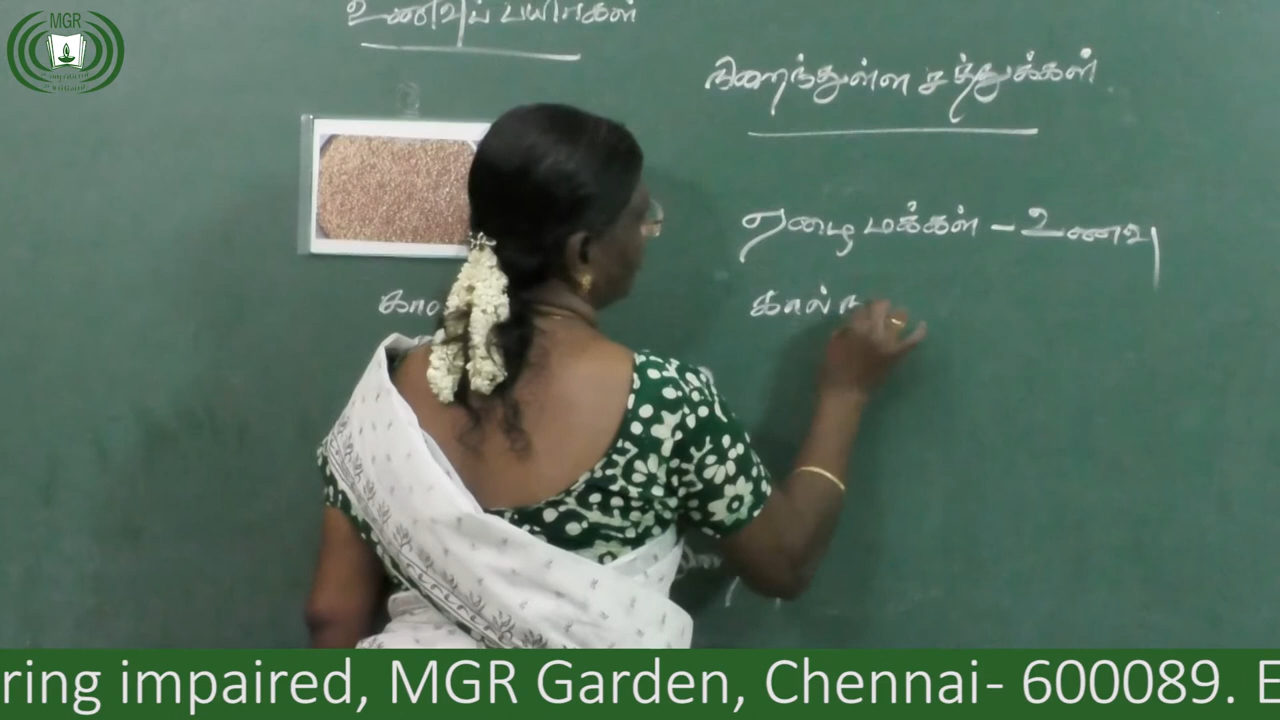 MGR
உணவுப் பயிர்கள்
நிறைந்துள்ள சத்துக்கள்
ஏழை மக்கள் - உணவு
கால்ந
ring impaired, MGR Garden, Chennai- 600089. E